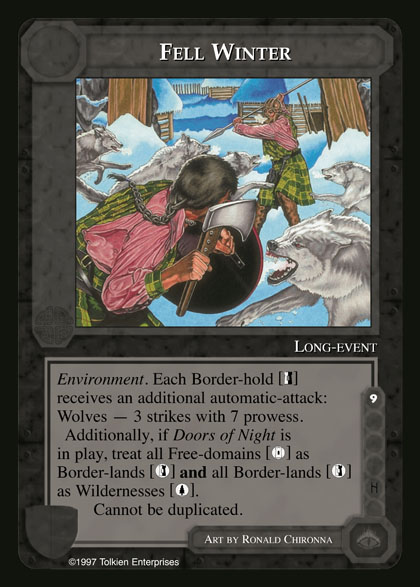 FELL WINTER
LONG-EVENT
Environment. Each Border-hold [ ]
receives an additional automatic-attack:
Wolves — 3 strikes with 7 prowess.
Additionally, if Doors of Night is
in play, treat all Free-domains [ ] as
Border-lands [ ] and all Border-lands [ ]
as Wildernesses [ ].
Cannot be duplicated.
9
H
ART BY RONALD CHIRONNA
©1997 Tolkien Enterprises